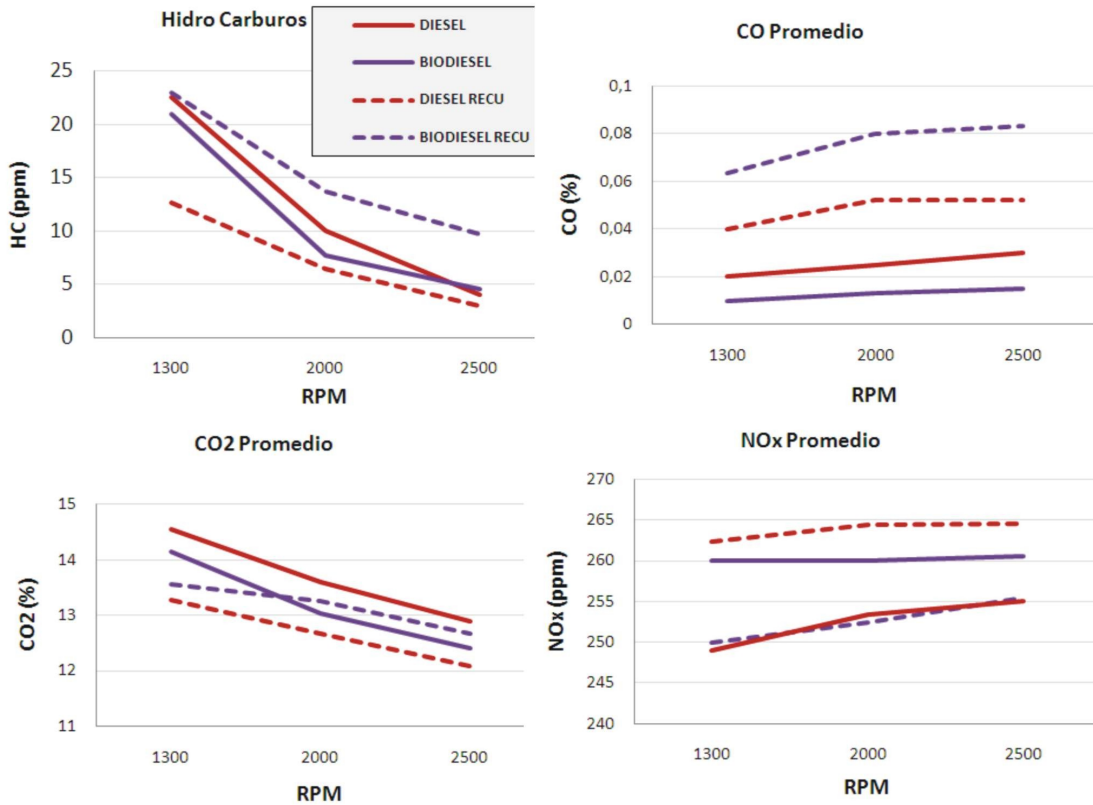 Hidro Carburos
DIESEL
BIODIESEL
DIESEL RECU
BIODIESEL RECU
25
20
15
10
5
0
HC (ppm)
1300
2000
2500
RPM
CO Promedio
0,1
0,08
0,06
0,04
0,02
0
CO (%)
1300
2000
2500
RPM
CO2 Promedio
15
14
13
12
11
CO2 (%)
1300
2000
2500
RPM
NOx Promedio
270
265
260
255
250
245
240
NOx (ppm)
1300
2000
2500
RPM